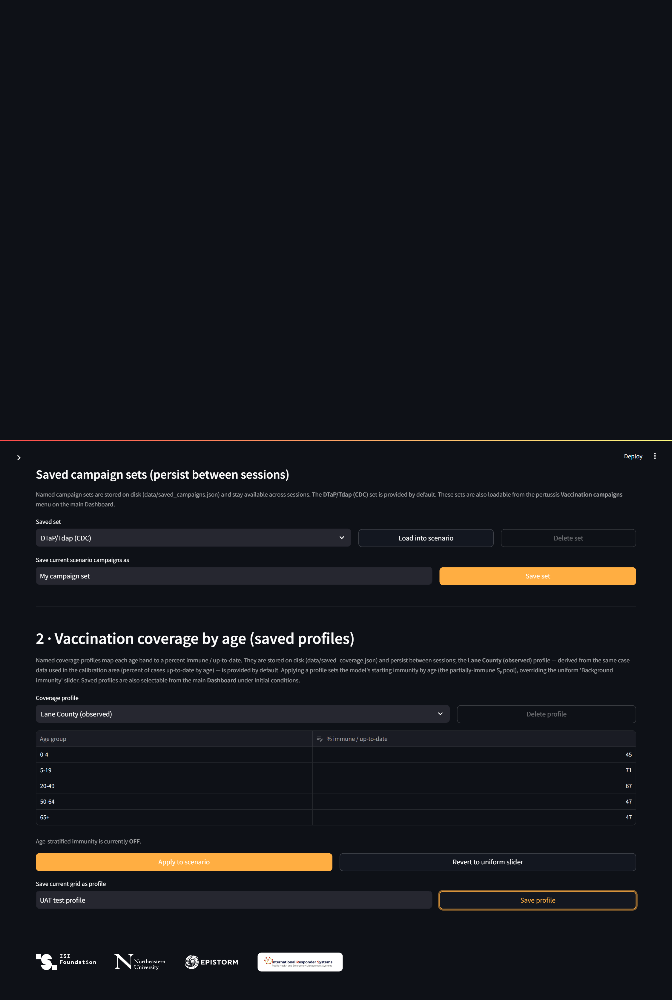 Deploy
Saved campaign sets (persist between sessions)
Named campaign sets are stored on disk (data/saved_campaigns.json) and stay available across sessions. The DTaP/Tdap (CDC) set is provided by default. These sets are also loadable from the pertussis Vaccination campaigns
menu on the main Dashboard.
Saved set
DTaP/Tdap (CDC)
Load into scenario
Delete set
Save current scenario campaigns as
My campaign set
Save set
2 · Vaccination coverage by age (saved profiles)
Named coverage profiles map each age band to a percent immune / up-to-date. They are stored on disk (data/saved_coverage.json) and persist between sessions; the Lane County (observed) profile — derived from the same case
data used in the calibration area (percent of cases up-to-date by age) — is provided by default. Applying a profile sets the model's starting immunity by age (the partially-immune Sₚ pool), overriding the uniform 'Background
immunity' slider. Saved profiles are also selectable from the main Dashboard under Initial conditions.
Coverage profile
Lane County (observed)
Delete profile
Age group % immune / up-to-date
0-4 45
5-19 71
20-49 67
50-64 47
65+ 47
Age-stratified immunity is currently OFF.
Apply to scenario
Revert to uniform slider
Save current grid as profile
UAT test profile
Save profile
ISI
Foundation
Northeastern
University
EPISTORM
International Responder Systems
Public Health and Emergency Management Systems